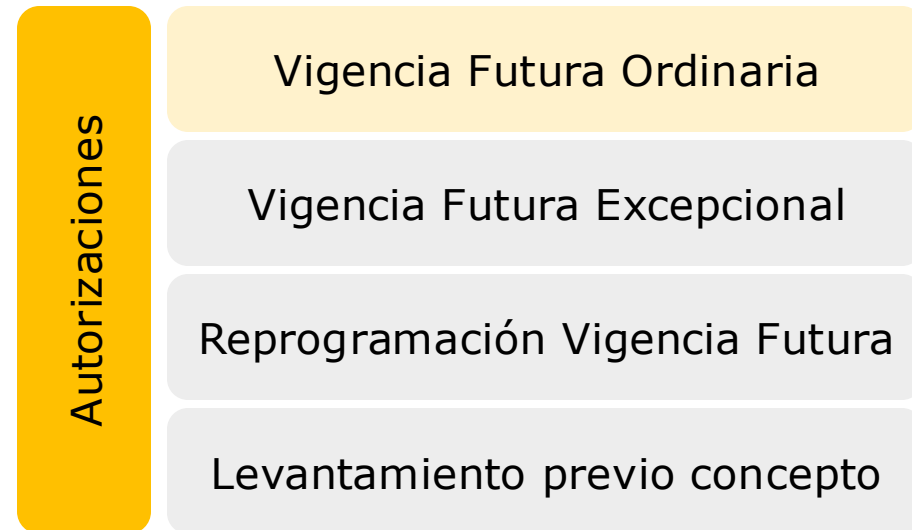 Autorizaciones
Vigencia Futura Ordinaria
Vigencia Futura Excepcional
Reprogramación Vigencia Futura
Levantamiento previo concepto